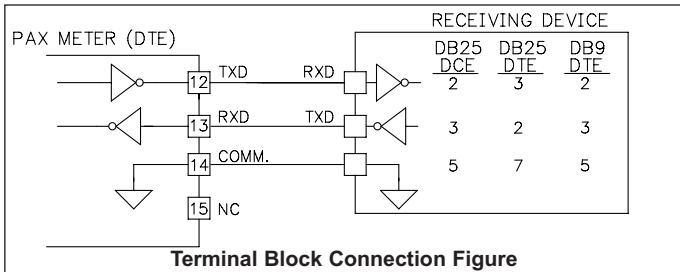 RECEIVING DEVICE
PAX METER (DTE)
DB25 DB25 DB9
DCE DTE DTE
12 TXD RXD 2 3 2
13 RXD TXD 3 2 3
14 COMM. 5 7 5
15 NC
Terminal Block Connection Figure